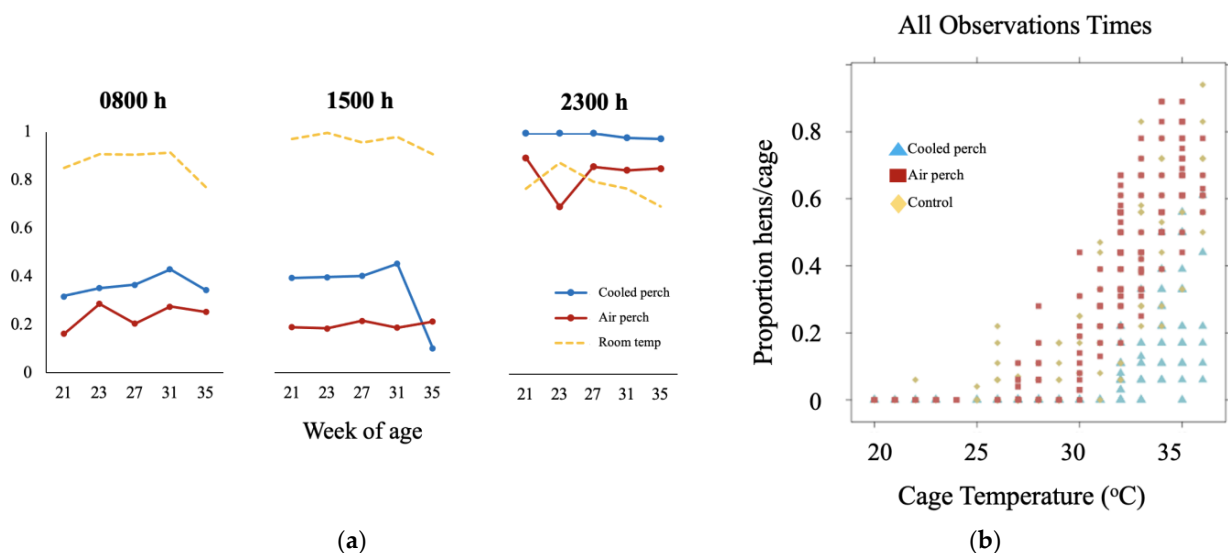 0800 h
1500 h
2300 h
1
0.8
0.6
0.4
0.2
0
Cooled perch
Air perch
Room temp
21 23 27 31 35
21 23 27 31 35
21 23 27 31 35
Week of age
(a)
All Observations Times
Proportion hens/cage
0.8
0.6
0.4
0.2
0
Cooled perch
Air perch
Control
20 25 30 35
Cage Temperature (ºC)
(b)